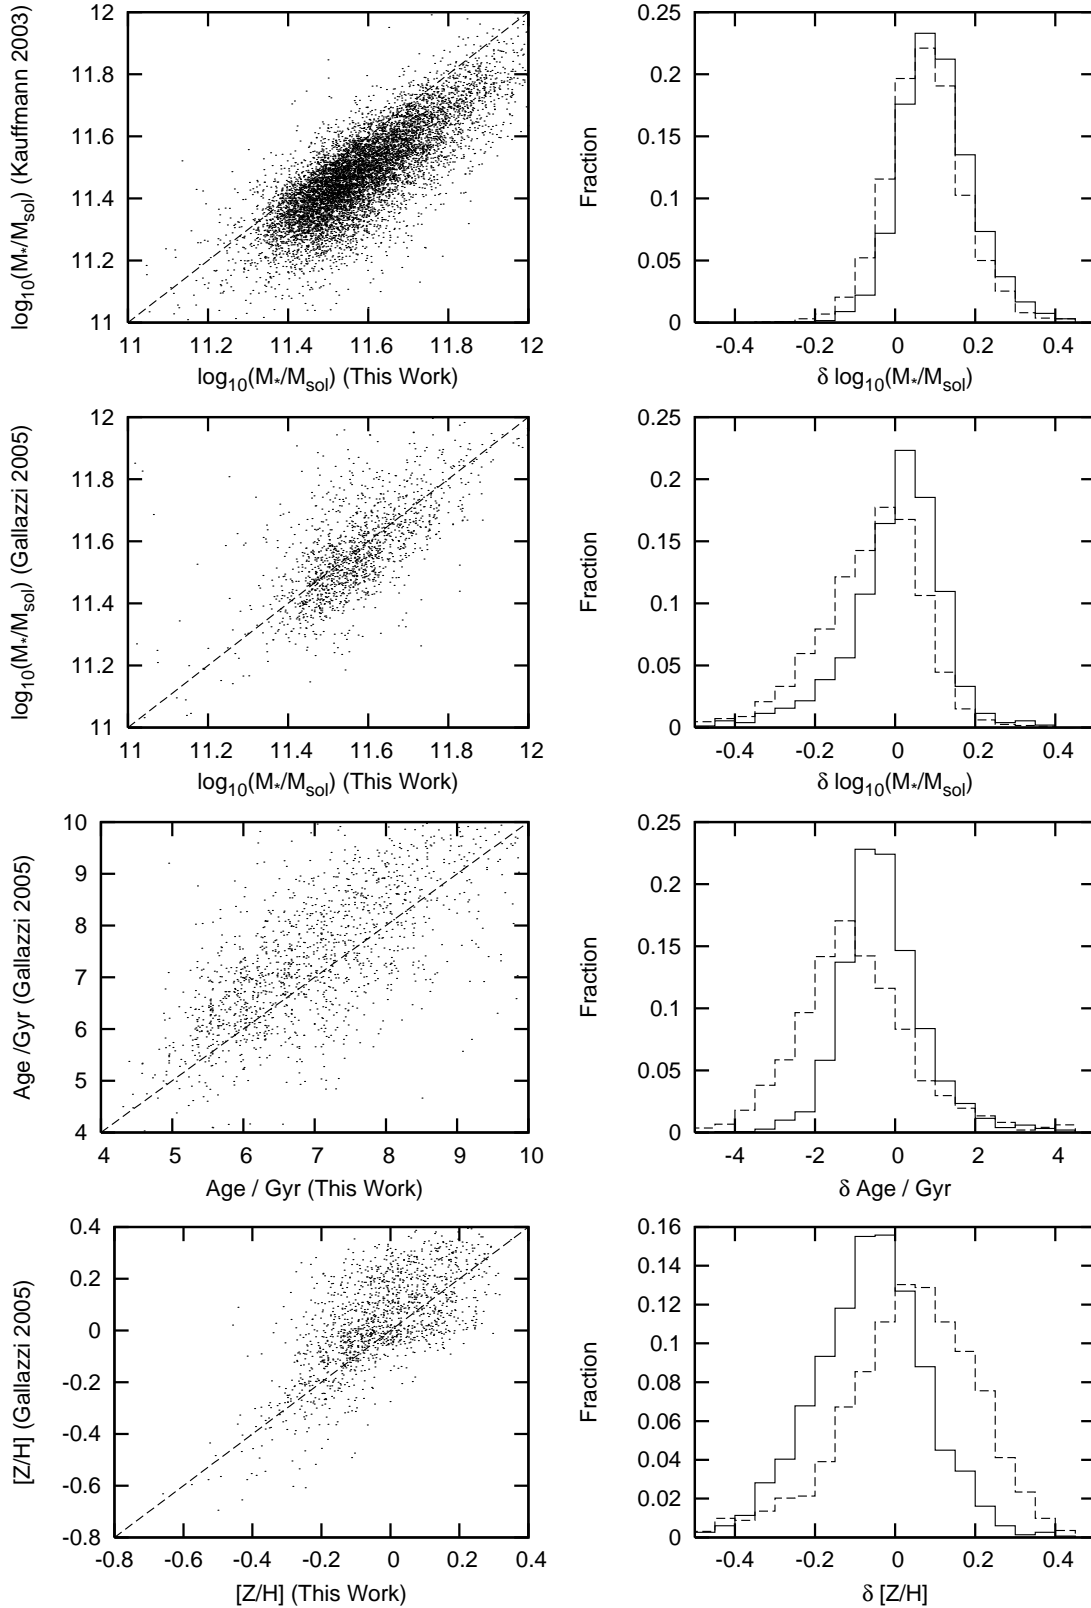 12
11.8
11.6
11.4
11.2
11
11 11.2 11.4 11.6 11.8 12
log10(M*/Msol) (Kauffmann 2003)
log10(M*/Msol) (This Work)
0.25
0.2
0.15
0.1
0.05
0
-0.4 -0.2 0 0.2 0.4
Fraction
δ log10(M*/Msol)
12
11.8
11.6
11.4
11.2
11
11 11.2 11.4 11.6 11.8 12
log10(M*/Msol) (Gallazzi 2005)
log10(M*/Msol) (This Work)
0.25
0.2
0.15
0.1
0.05
0
-0.4 -0.2 0 0.2 0.4
Fraction
δ log10(M*/Msol)
10
9
8
7
6
5
4
4 5 6 7 8 9 10
Age /Gyr (Gallazzi 2005)
Age / Gyr (This Work)
0.25
0.2
0.15
0.1
0.05
0
-4 -2 0 2 4
Fraction
δ Age / Gyr
0.4
0.2
0
-0.2
-0.4
-0.6
-0.8
-0.8 -0.6 -0.4 -0.2 0 0.2 0.4
[Z/H] (Gallazzi 2005)
[Z/H] (This Work)
0.16
0.14
0.12
0.1
0.08
0.06
0.04
0.02
0
-0.4 -0.2 0 0.2 0.4
Fraction
δ [Z/H]